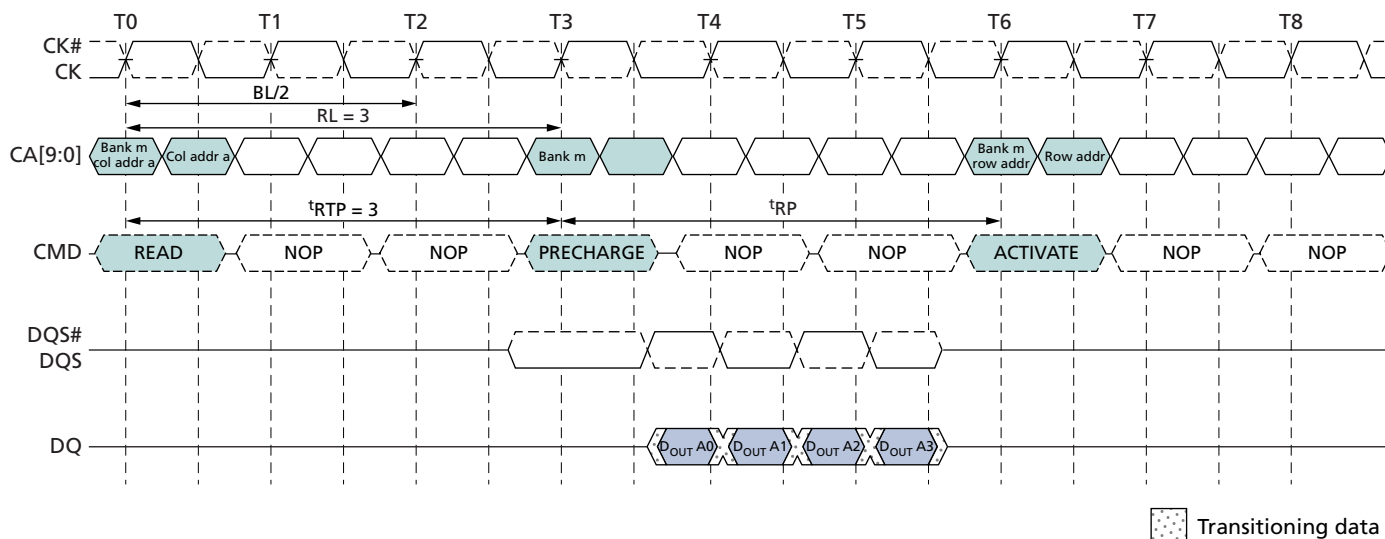 T0 T1 T2 T3 T4 T5 T6 T7 T8
CK#
CK
BL/2
RL = 3
CA[9:0] Bank m col addr a Col addr a Bank m Bank m row addr Row addr
tRTP = 3 tRP
CMD READ NOP NOP PRECHARGE NOP NOP ACTIVATE NOP NOP
DQS#
DQS
DQ DOUT A0 DOUT A1 DOUT A2 DOUT A3
Transitioning data